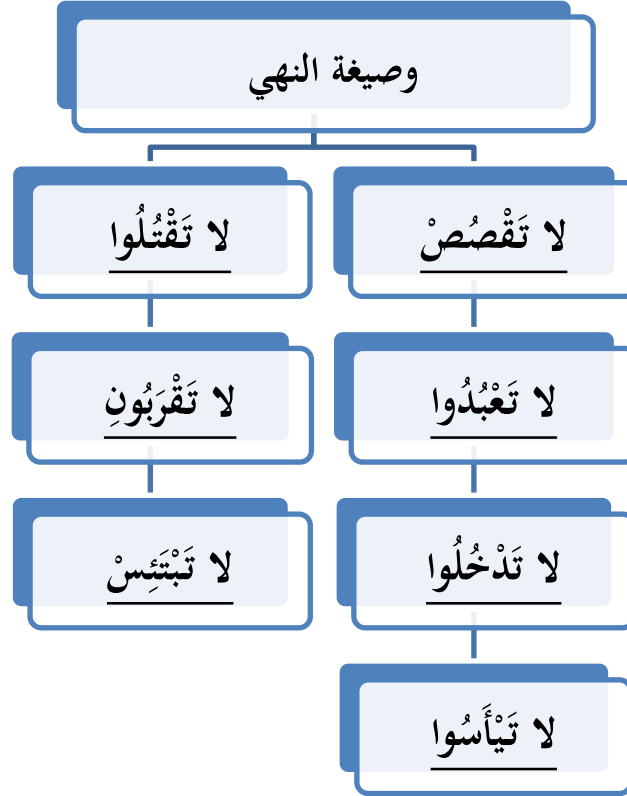 وصيغة النهي
لا تَقْصُصْ
لا تَعْبُدُوا
لا تَدْخُلُوا
لا تَيْأَسُوا
لا تَقْتُلُوا
لا تَقْرَبُونِ
لا تَبْتَئِسْ